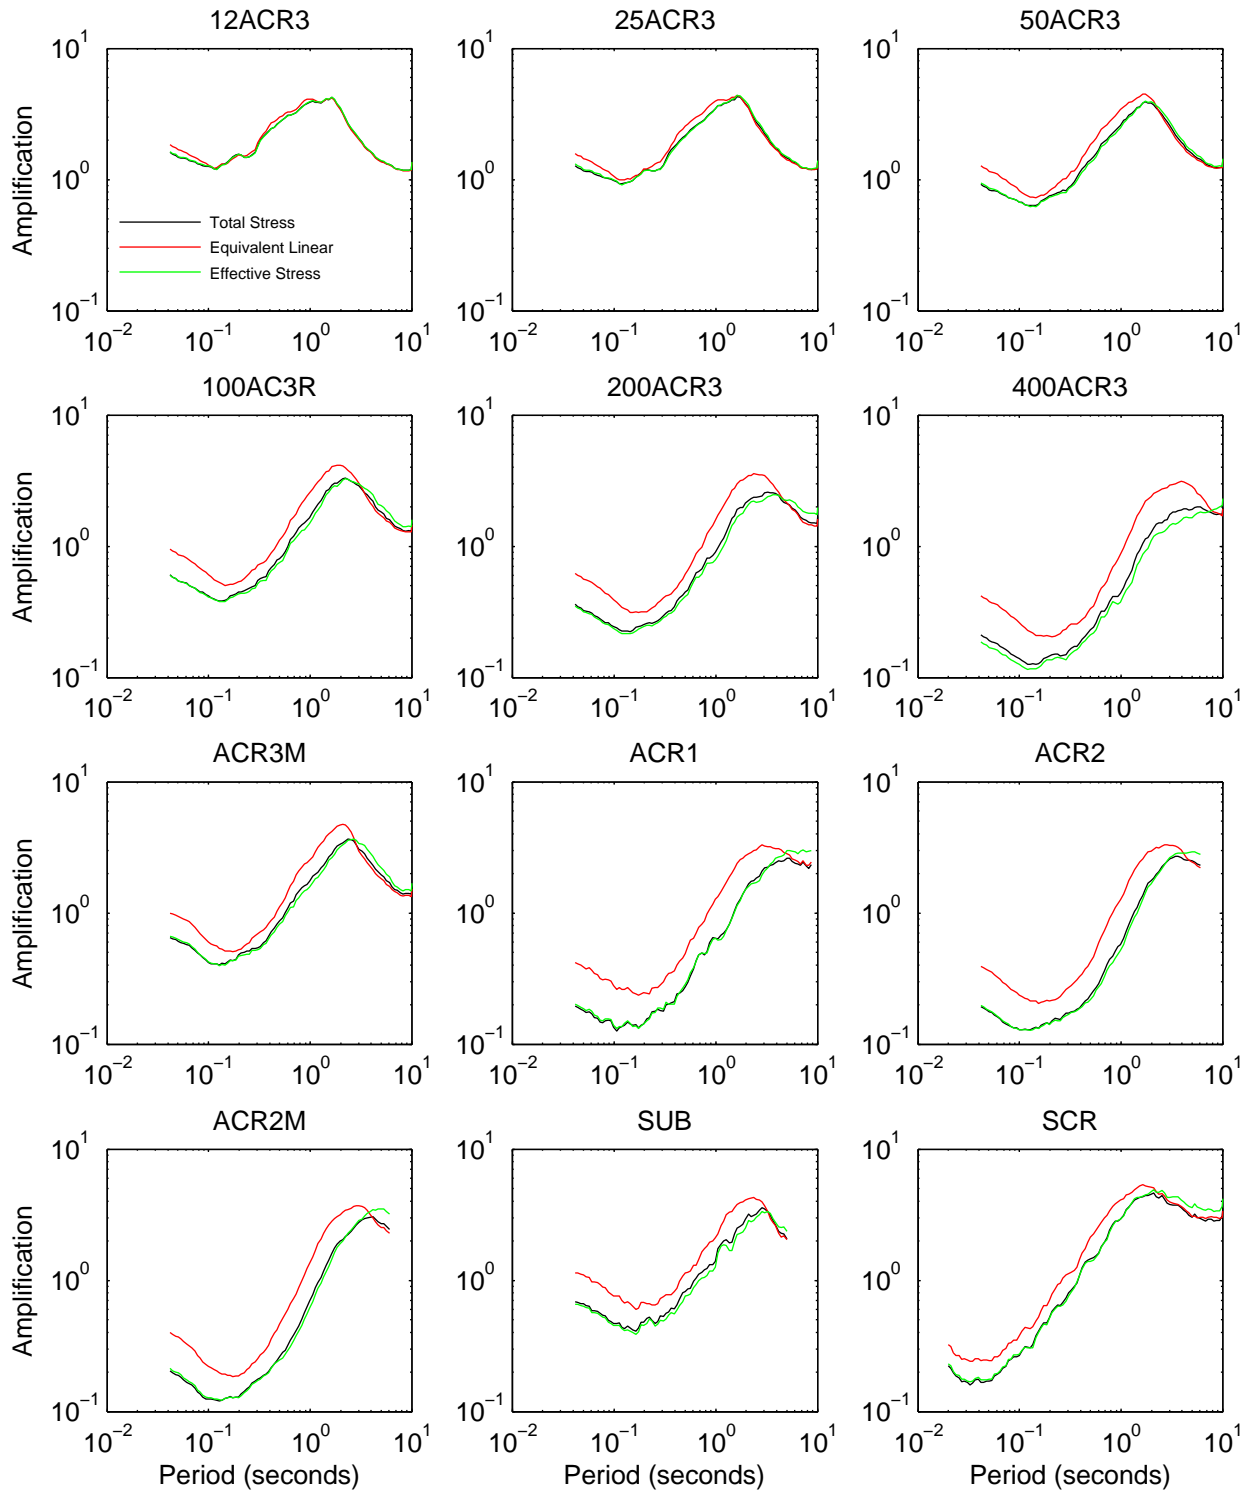 12ACR3 25ACR3 50ACR3
Amplification
10^1 10^1 10^1
10^0 10^0 10^0
Total Stress
Equivalent Linear
Effective Stress
10^−1 10^−1 10^−1
10^−2 10^−1 10^0 10^1 10^−2 10^−1 10^0 10^1 10^−2 10^−1 10^0 10^1
100AC3R 200ACR3 400ACR3
Amplification
10^1 10^1 10^1
10^0 10^0 10^0
10^−1 10^−1 10^−1
10^−2 10^−1 10^0 10^1 10^−2 10^−1 10^0 10^1 10^−2 10^−1 10^0 10^1
ACR3M ACR1 ACR2
Amplification
10^1 10^1 10^1
10^0 10^0 10^0
10^−1 10^−1 10^−1
10^−2 10^−1 10^0 10^1 10^−2 10^−1 10^0 10^1 10^−2 10^−1 10^0 10^1
ACR2M SUB SCR
Amplification
10^1 10^1 10^1
10^0 10^0 10^0
10^−1 10^−1 10^−1
10^−2 10^−1 10^0 10^1 10^−2 10^−1 10^0 10^1 10^−2 10^−1 10^0 10^1
Period (seconds) Period (seconds) Period (seconds)